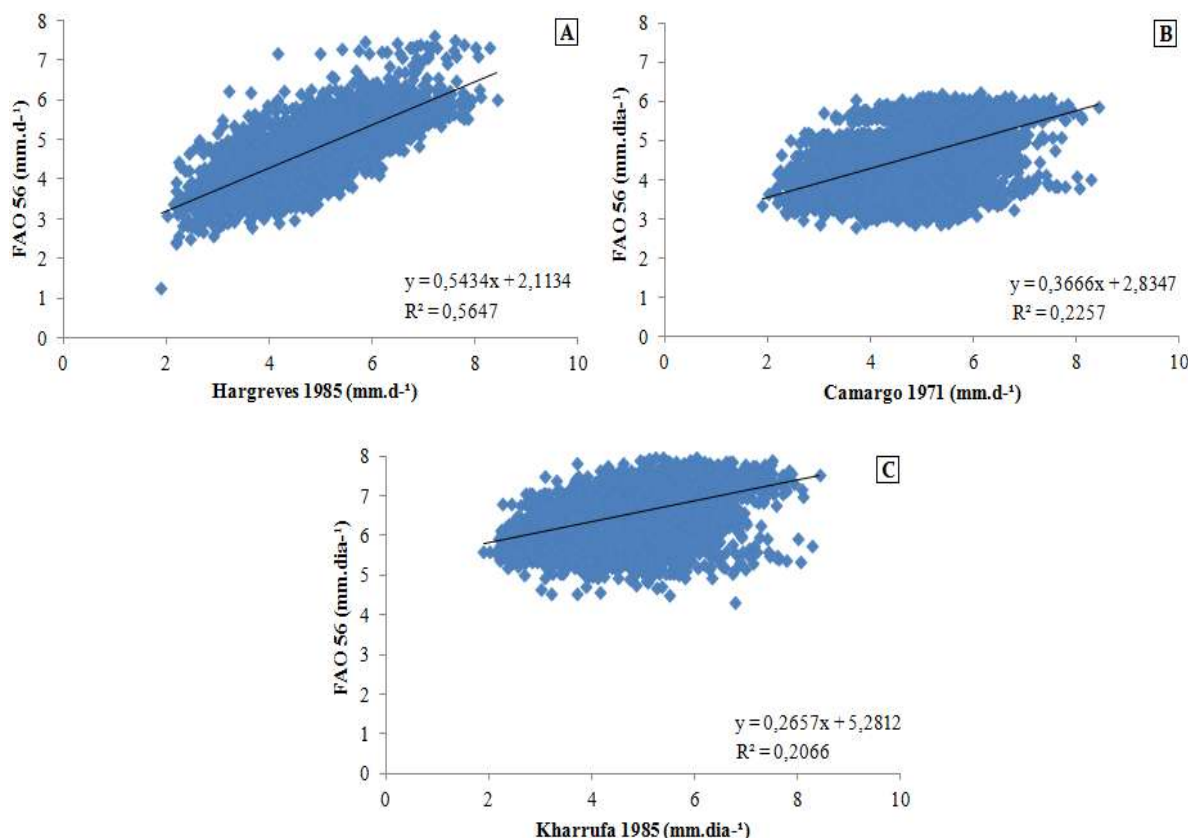 A
8
7
6
5
4
3
2
1
0
FAO 56 (mm.d-¹)
y = 0,5434x + 2,1134
R² = 0,5647
0 2 4 6 8 10
Hargreves 1985 (mm.d-¹)
B
8
7
6
5
4
3
2
1
0
FAO 56 (mm.dia-¹)
y = 0,3666x + 2,8347
R² = 0,2257
0 2 4 6 8 10
Camargo 1971 (mm.d-¹)
C
8
7
6
5
4
3
2
1
0
FAO 56 (mm.dia-¹)
y = 0,2657x + 5,2812
R² = 0,2066
0 2 4 6 8 10
Kharrufa 1985 (mm.dia-¹)